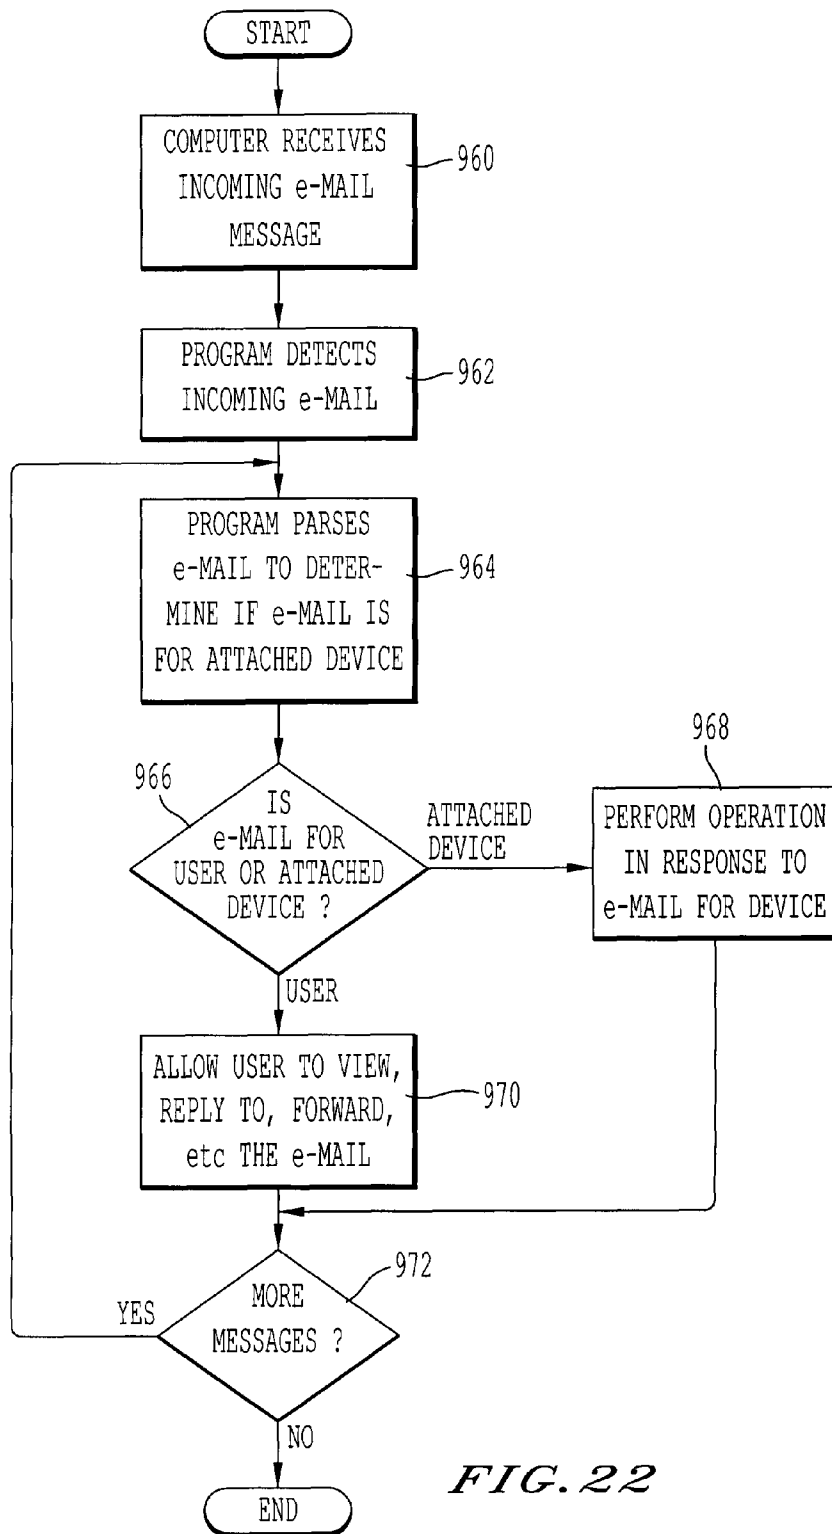 START
COMPUTER RECEIVES
INCOMING e-MAIL
MESSAGE
960
PROGRAM DETECTS
INCOMING e-MAIL
962
PROGRAM PARSES
e-MAIL TO DETER-
MINE IF e-MAIL IS
FOR ATTACHED DEVICE
964
966
IS
e-MAIL FOR
USER OR ATTACHED
DEVICE ?
ATTACHED
DEVICE
968
PERFORM OPERATION
IN RESPONSE TO
e-MAIL FOR DEVICE
USER
ALLOW USER TO VIEW,
REPLY TO, FORWARD,
etc THE e-MAIL
970
972
MORE
MESSAGES ?
YES
NO
END
FIG. 22